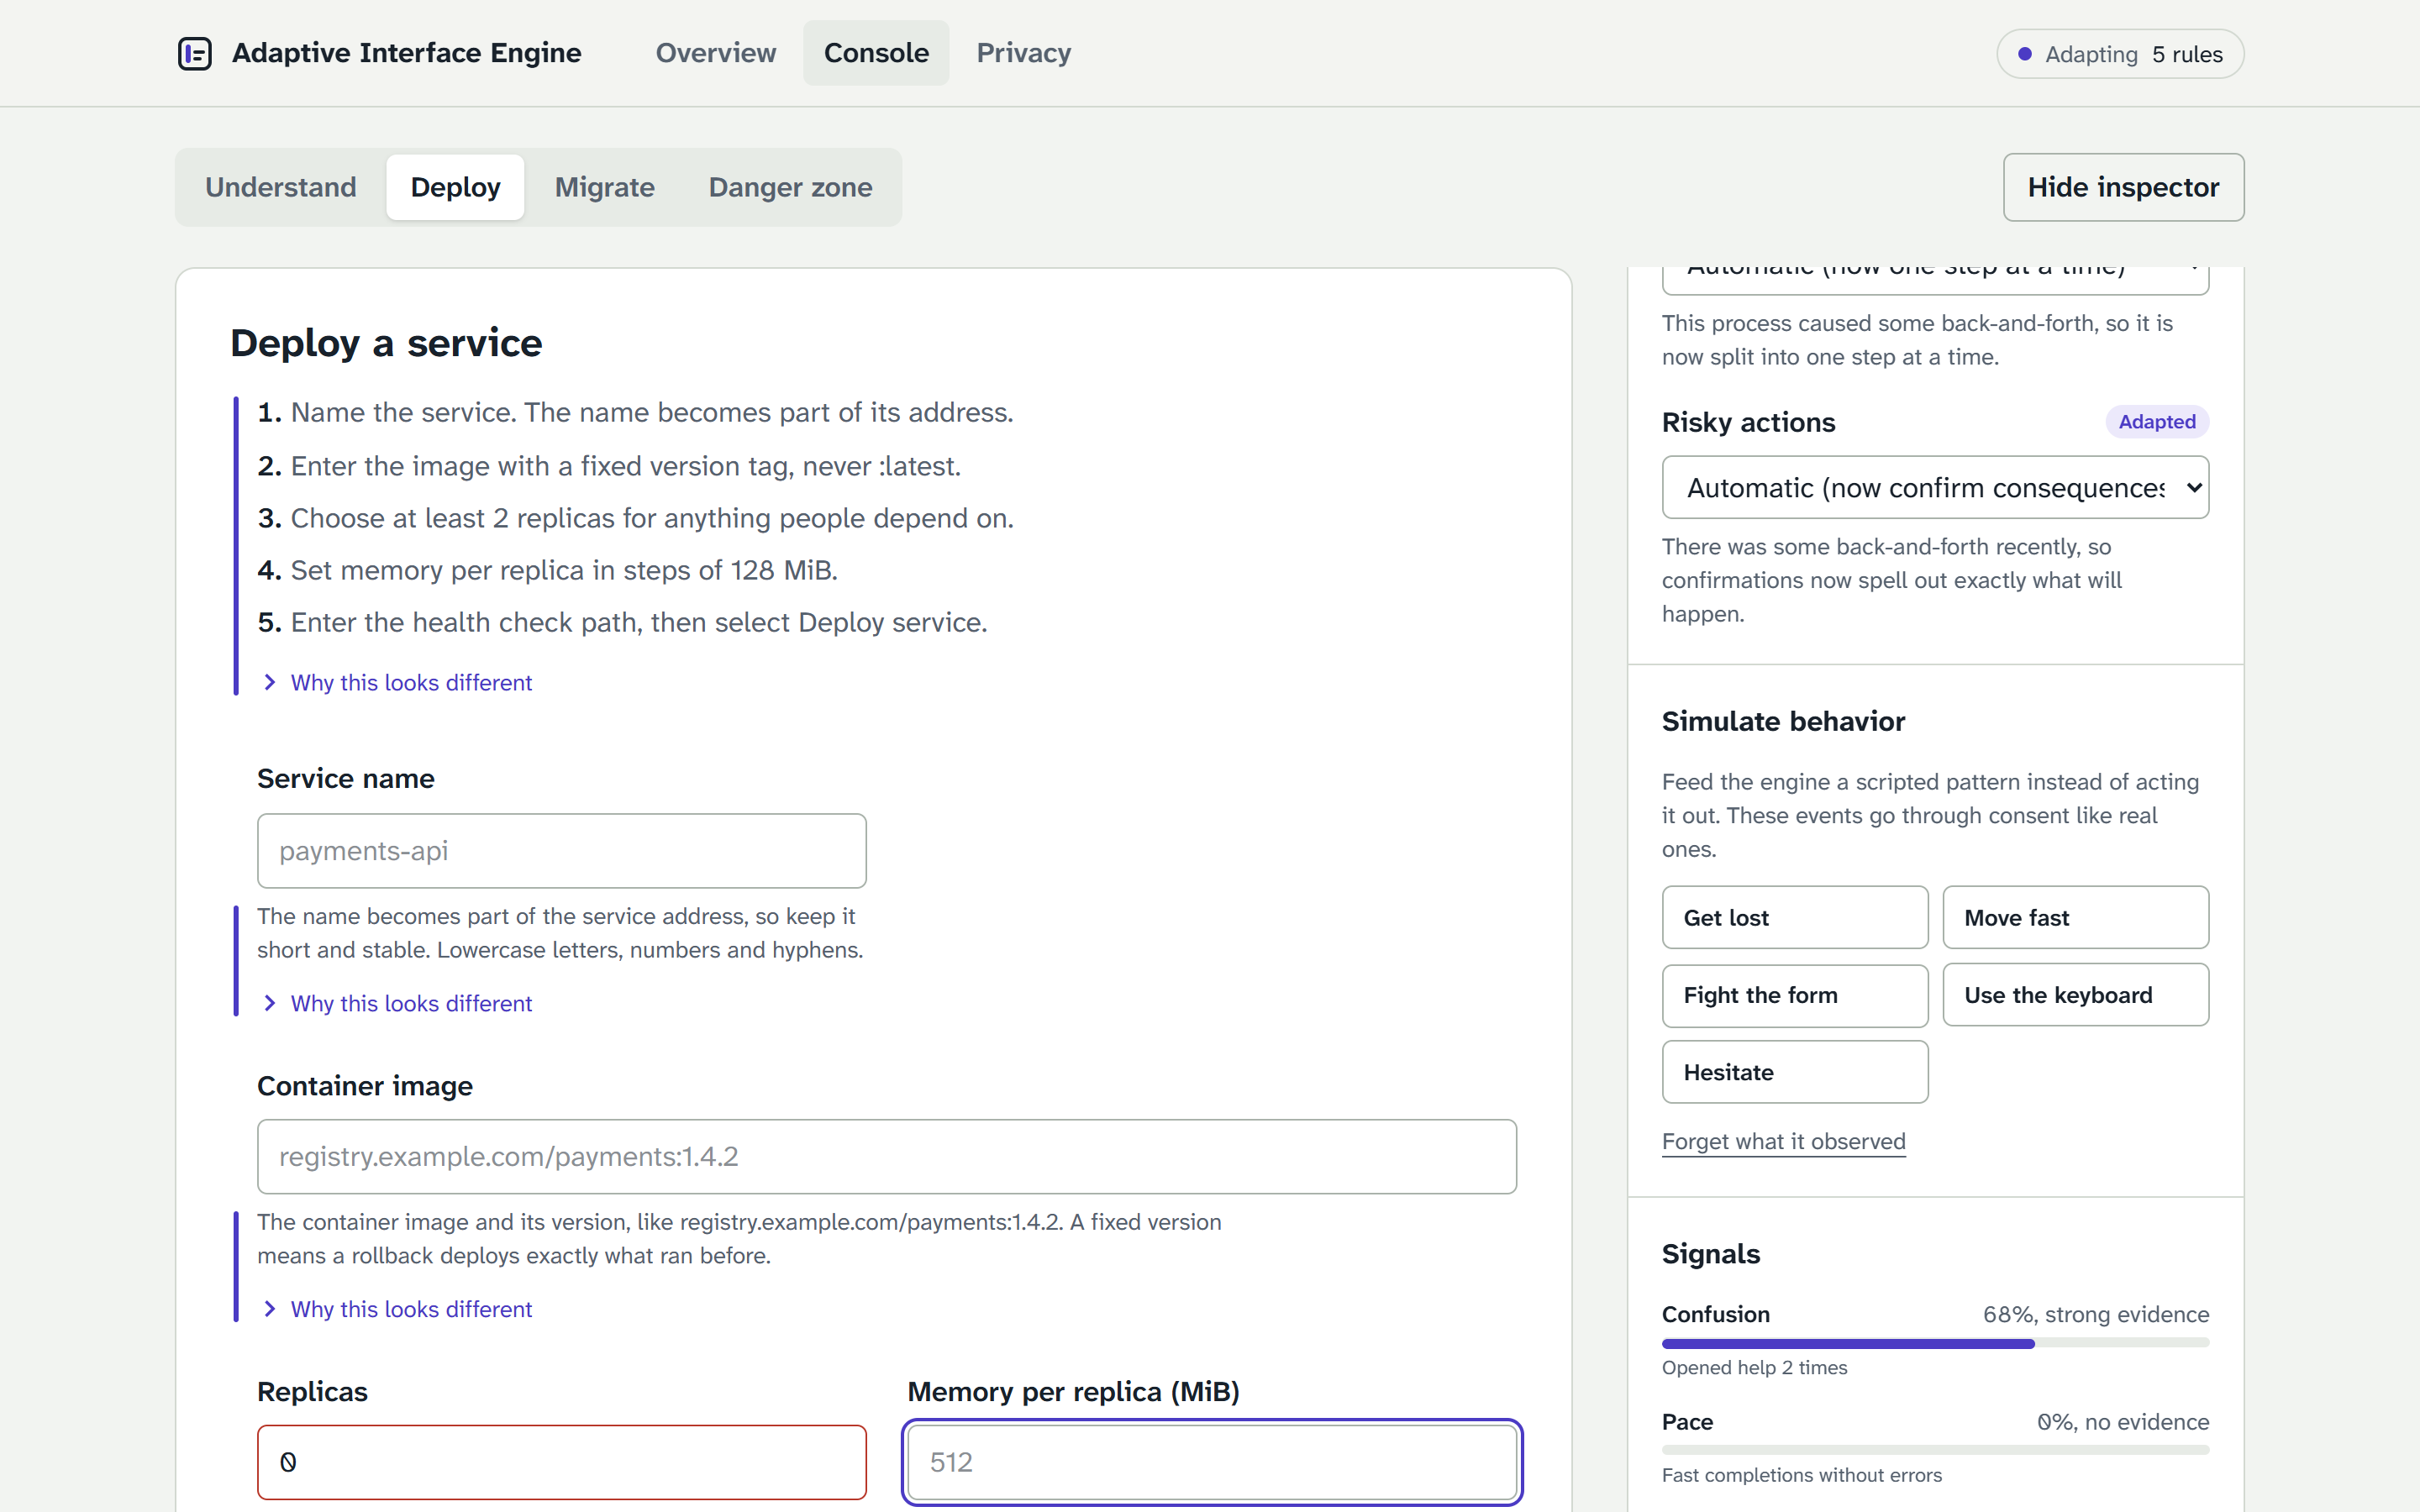 Adaptive Interface Engine
Overview
Console
Privacy
Adapting 5 rules
Understand
Deploy
Migrate
Danger zone
Hide inspector
Deploy a service
1. Name the service. The name becomes part of its address.
2. Enter the image with a fixed version tag, never :latest.
3. Choose at least 2 replicas for anything people depend on.
4. Set memory per replica in steps of 128 MiB.
5. Enter the health check path, then select Deploy service.
Why this looks different
Service name
payments-api
The name becomes part of the service address, so keep it
short and stable. Lowercase letters, numbers and hyphens.
Why this looks different
Container image
registry.example.com/payments:1.4.2
The container image and its version, like registry.example.com/payments:1.4.2. A fixed version
means a rollback deploys exactly what ran before.
Why this looks different
Replicas
0
Memory per replica (MiB)
512
Automatic (now one step at a time)
This process caused some back-and-forth, so it is
now split into one step at a time.
Risky actions
Adapted
Automatic (now confirm consequences
There was some back-and-forth recently, so
confirmations now spell out exactly what will
happen.
Simulate behavior
Feed the engine a scripted pattern instead of acting
it out. These events go through consent like real
ones.
Get lost
Move fast
Fight the form
Use the keyboard
Hesitate
Forget what it observed
Signals
Confusion
68%, strong evidence
Opened help 2 times
Pace
0%, no evidence
Fast completions without errors